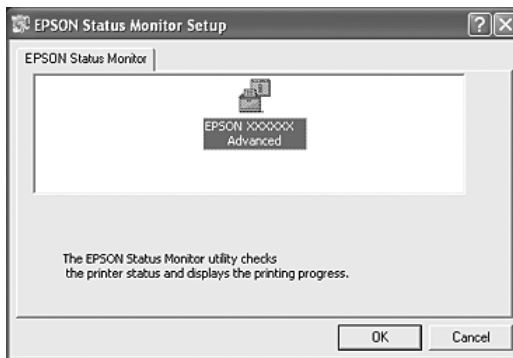 EPSON Status Monitor Setup
EPSON Status Monitor
EPSON XXXXXX
Advanced
The EPSON Status Monitor utility checks
the printer status and displays the printing progress.
OK Cancel